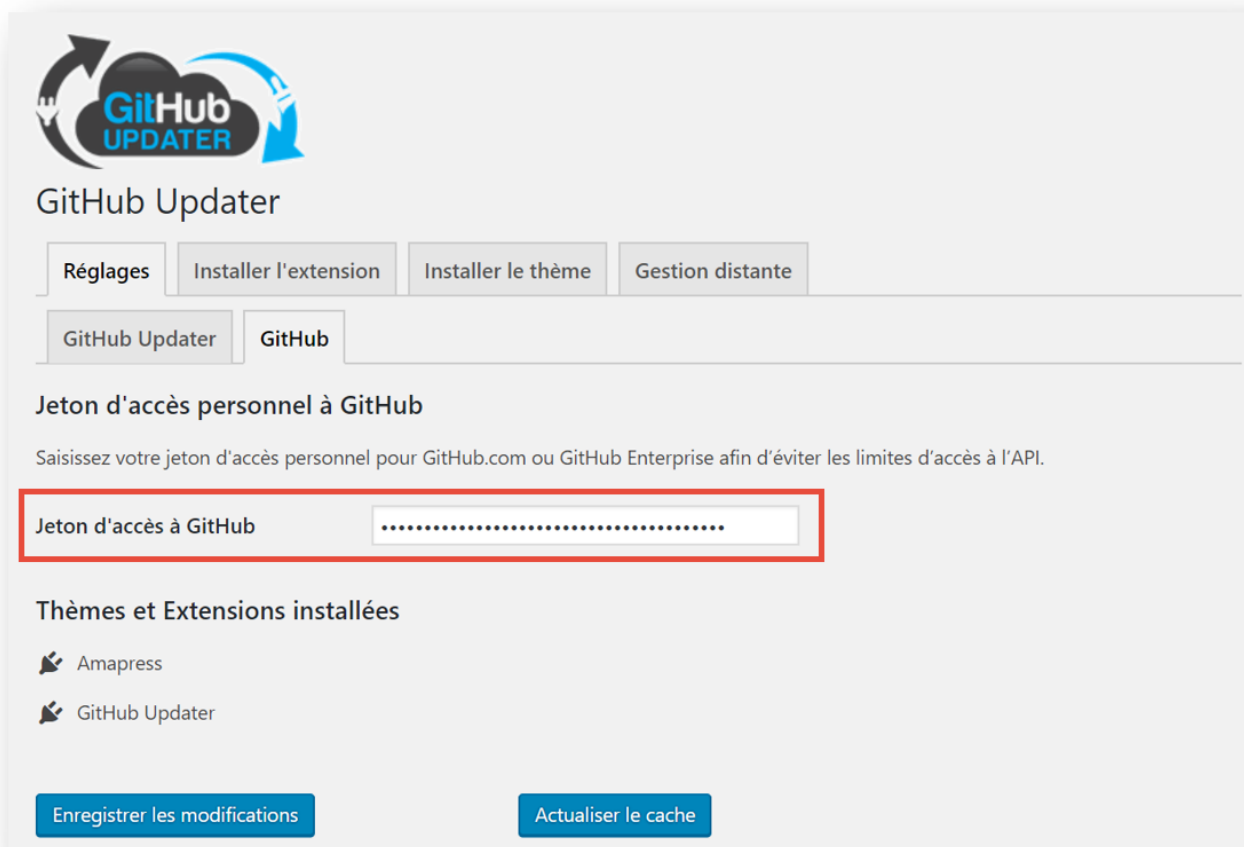 GitHub
UPDATER
GitHub Updater
Réglages Installer l'extension Installer le thème Gestion distante
GitHub Updater GitHub
Jeton d'accès personnel à GitHub
Saisissez votre jeton d'accès personnel pour GitHub.com ou GitHub Enterprise afin d’éviter les limites d’accès à l’API.
Jeton d'accès à GitHub ••••••••••••••••••••••••••••••••••••••••
Thèmes et Extensions installées
Amapress
GitHub Updater
Enregistrer les modifications Actualiser le cache